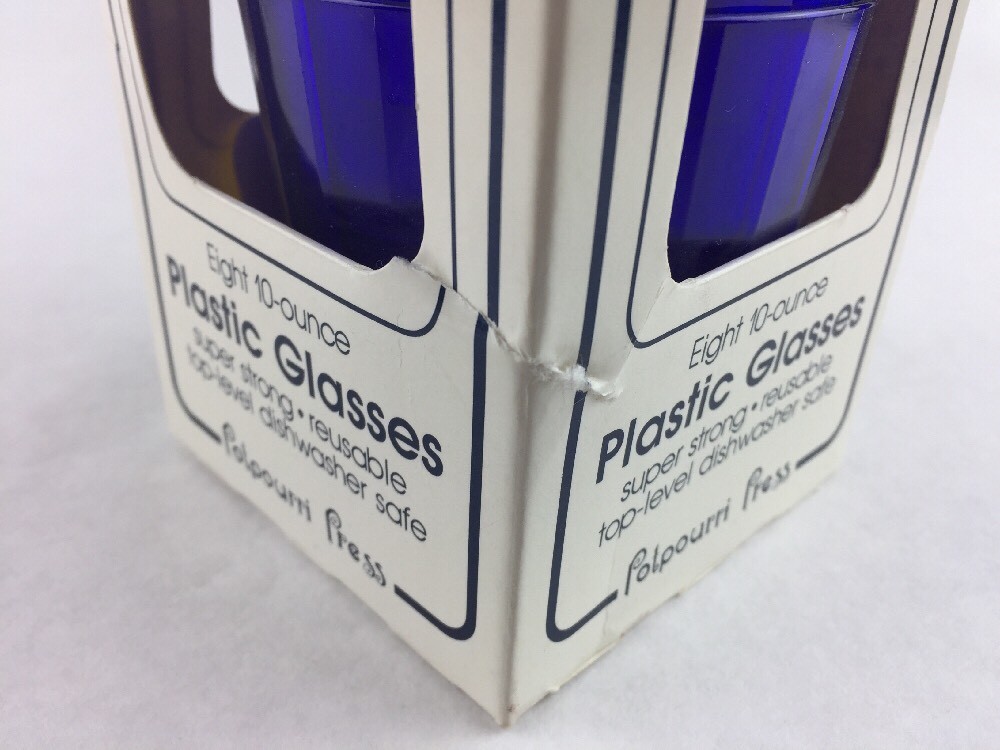 Eight 10-ounce
Plastic Glasses
super strong • reusable
top-level dishwasher safe
Potpourri Press
Eight 10-ounce
Plastic Glasses
super strong • reusable
top-level dishwasher safe
Potpourri Press